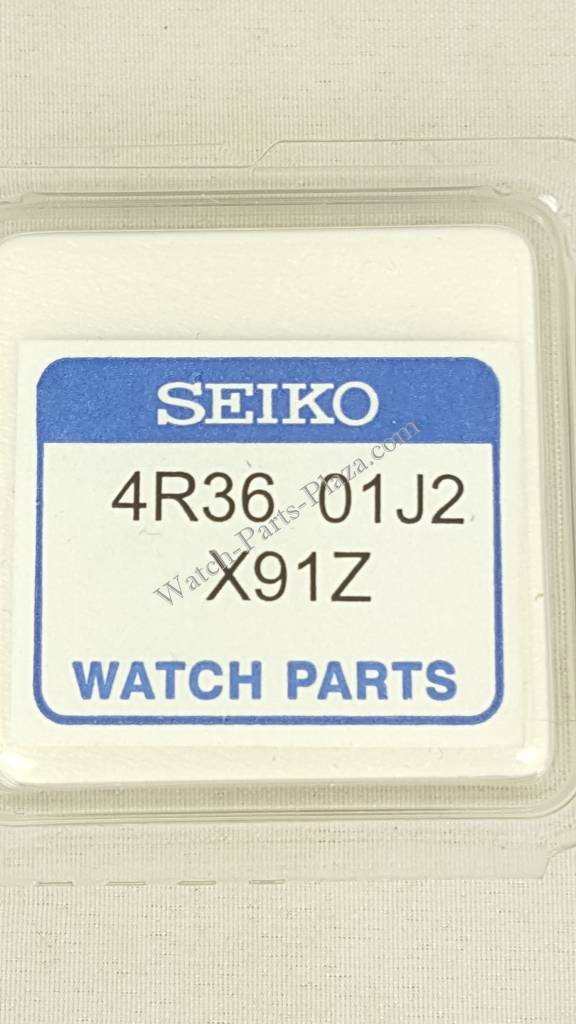 SEIKO
4R36 01J2
X91Z
WATCH PARTS
Watch-Parts-Plaza.com